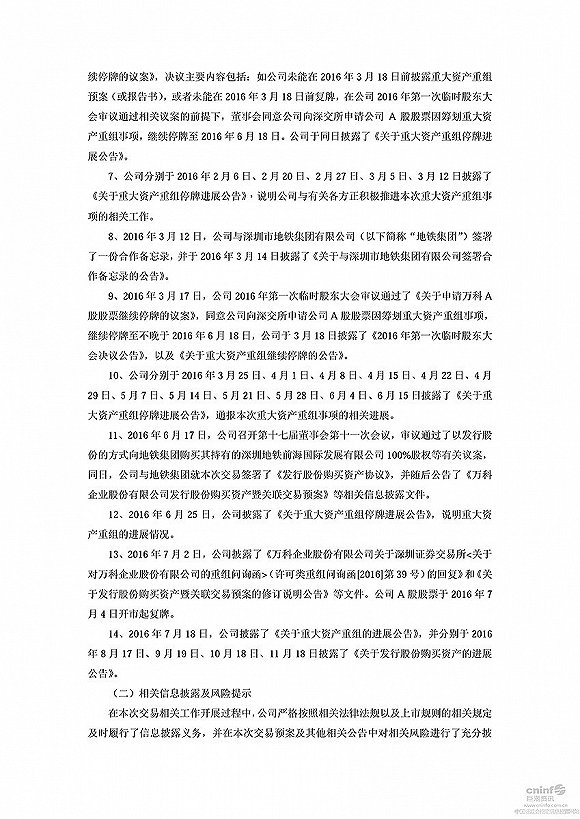 续停牌的议案》，决议主要内容包括：如公司未能在 2016 年 3 月 18 日前披露重大资产重组
预案（或报告书），或者未能在 2016 年 3 月 18 日前复牌，在公司 2016 年第一次临时股东大
会审议通过相关议案的前提下，董事会同意公司向深交所申请公司 A 股股票因筹划重大资
产重组事项，继续停牌至 2016 年 6 月 18 日。公司于同日披露了《关于重大资产重组停牌进
展公告》。
7、公司分别于 2016 年 2 月 6 日、2 月 20 日、2 月 27 日、3 月 5 日、3 月 12 日披露了
《关于重大资产重组停牌进展公告》，说明公司与有关各方正积极推进本次重大资产重组事
项的相关工作。
8、2016 年 3 月 12 日，公司与深圳市地铁集团有限公司（以下简称“地铁集团”）签署
了一份合作备忘录，并于 2016 年 3 月 14 日披露了《关于与深圳市地铁集团有限公司签署合
作备忘录的公告》。
9、2016 年 3 月 17 日，公司 2016 年第一次临时股东大会审议通过了《关于申请万科 A
股股票继续停牌的议案》，同意公司向深交所申请公司 A 股股票因筹划重大资产重组事项，
继续停牌至不晚于 2016 年 6 月 18 日，公司于 3 月 18 日披露了《2016 年第一次临时股东大
会决议公告》，以及《关于重大资产重组继续停牌的公告》。
10、公司分别于 2016 年 3 月 25 日、4 月 1 日、4 月 8 日、4 月 15 日、4 月 22 日、4 月
29 日、5 月 7 日、5 月 14 日、5 月 21 日、5 月 28 日、6 月 4 日、6 月 15 日披露了《关于重
大资产重组停牌进展公告》，通报本次重大资产重组事项的相关进展。
11、2016 年 6 月 17 日，公司召开第十七届董事会第十一次会议，审议通过了以发行股
份的方式向地铁集团购买其持有的深圳地铁前海国际发展有限公司 100%股权等有关议案，
同日，公司与地铁集团就本次交易签署了《发行股份购买资产协议》，并随后公告了《万科
企业股份有限公司发行股份购买资产暨关联交易预案》等相关信息披露文件。
12、2016 年 6 月 25 日，公司披露了《关于重大资产重组停牌进展公告》，说明重大资
产重组的进展情况。
13、2016 年 7 月 2 日，公司披露了《万科企业股份有限公司关于深圳证券交易所<关于
对万科企业股份有限公司的重组问询函>（许可类重组问询函[2016]第 39 号）的回复》和《关
于发行股份购买资产暨关联交易预案的修订说明公告》等文件。公司 A 股股票于 2016 年 7
月 4 日开市起复牌。
14、2016 年 7 月 18 日，公司披露了《关于重大资产重组的进展公告》，并分别于 2016
年 8 月 17 日、9 月 19 日、10 月 18 日、11 月 18 日披露了《关于发行股份购买资产的进展
公告》。
（二）相关信息披露及风险提示
在本次交易相关工作开展过程中，公司严格按照相关法律法规以及上市规则的相关规定
及时履行了信息披露义务，并在本次交易预案及其他相关公告中对相关风险进行了充分披
cninf
巨潮资讯